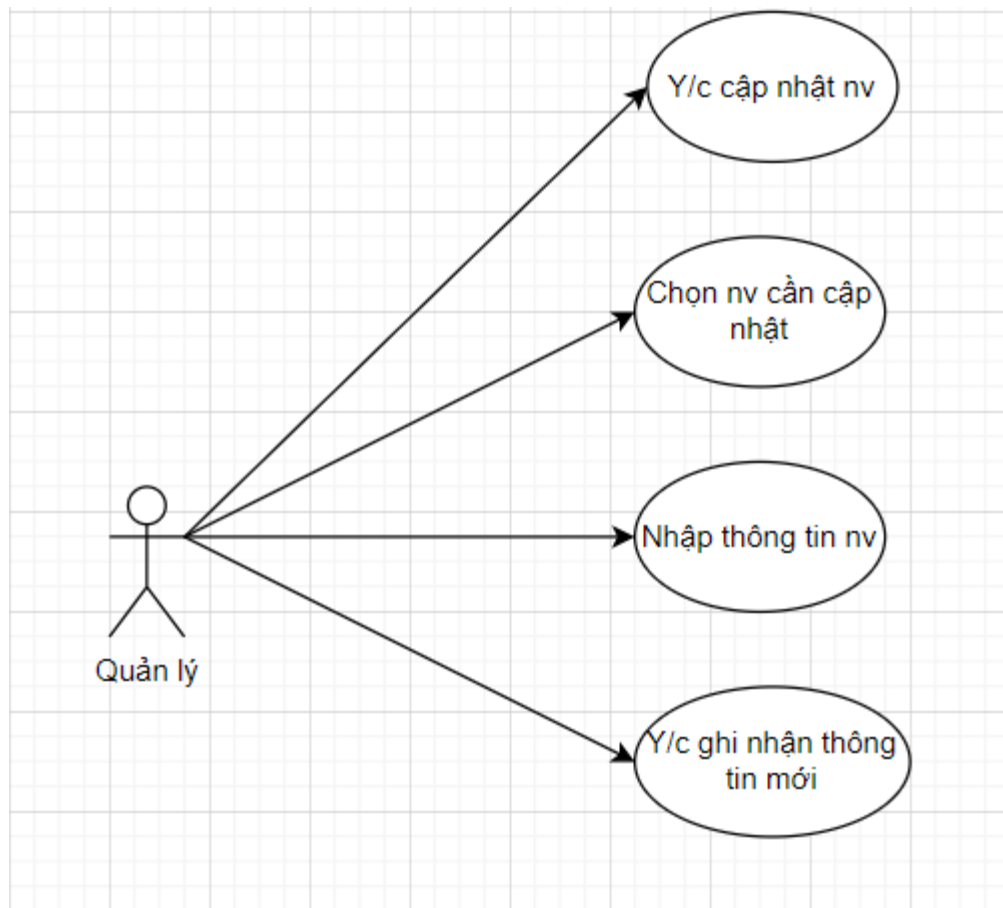 Y/c cập nhật nv
Chọn nv cần cập
nhật
Nhập thông tin nv
Quản lý
Y/c ghi nhận thông
tin mới